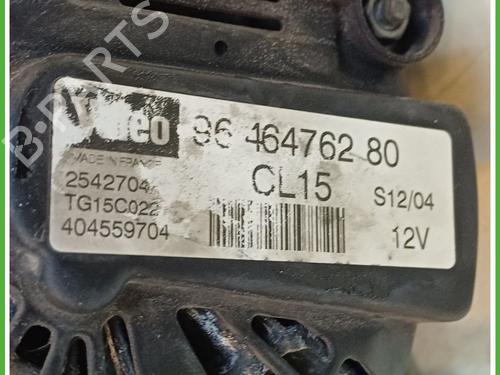 Valeo
96 464762 80
MADE IN FRANCE
2542704
CL15
S12/04
TG15C022
404559704
12V
B-PARTS